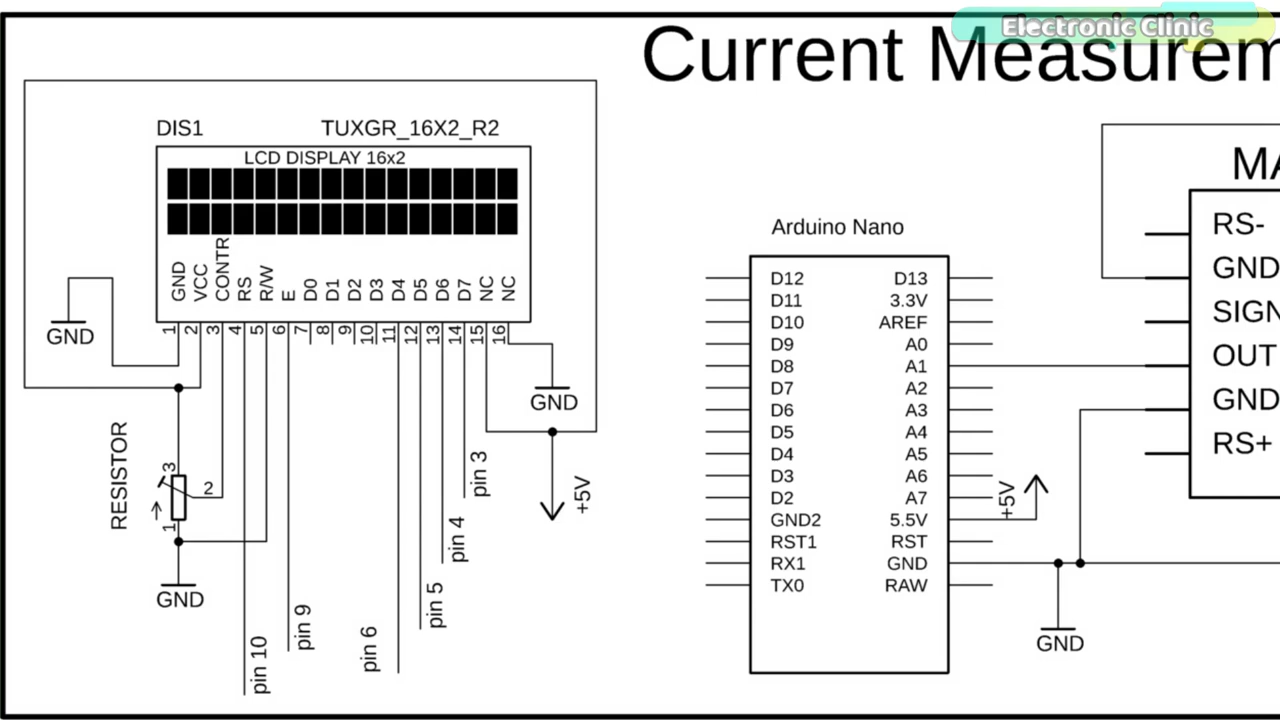 Electronic Clinic
Current Measurem
DIS1 TUXGR_16X2_R2
LCD DISPLAY 16x2
GND VCC CONTR RS R/W E D0 D1 D2 D3 D4 D5 D6 D7 NC NC
1 2 3 4 5 6 7 8 9 10 11 12 13 14 15 16
GND
GND
RESISTOR
3
2
1
GND
pin 10
pin 9
pin 6
pin 5
pin 4
pin 3
+5V
Arduino Nano
D12 D13
D11 3.3V
D10 AREF
D9 A0
D8 A1
D7 A2
D6 A3
D5 A4
D4 A5
D3 A6
D2 A7
GND2 5.5V
RST1 RST
RX1 GND
TX0 RAW
+5V
GND
MA
RS-
GND
SIGN
OUT
GND
RS+